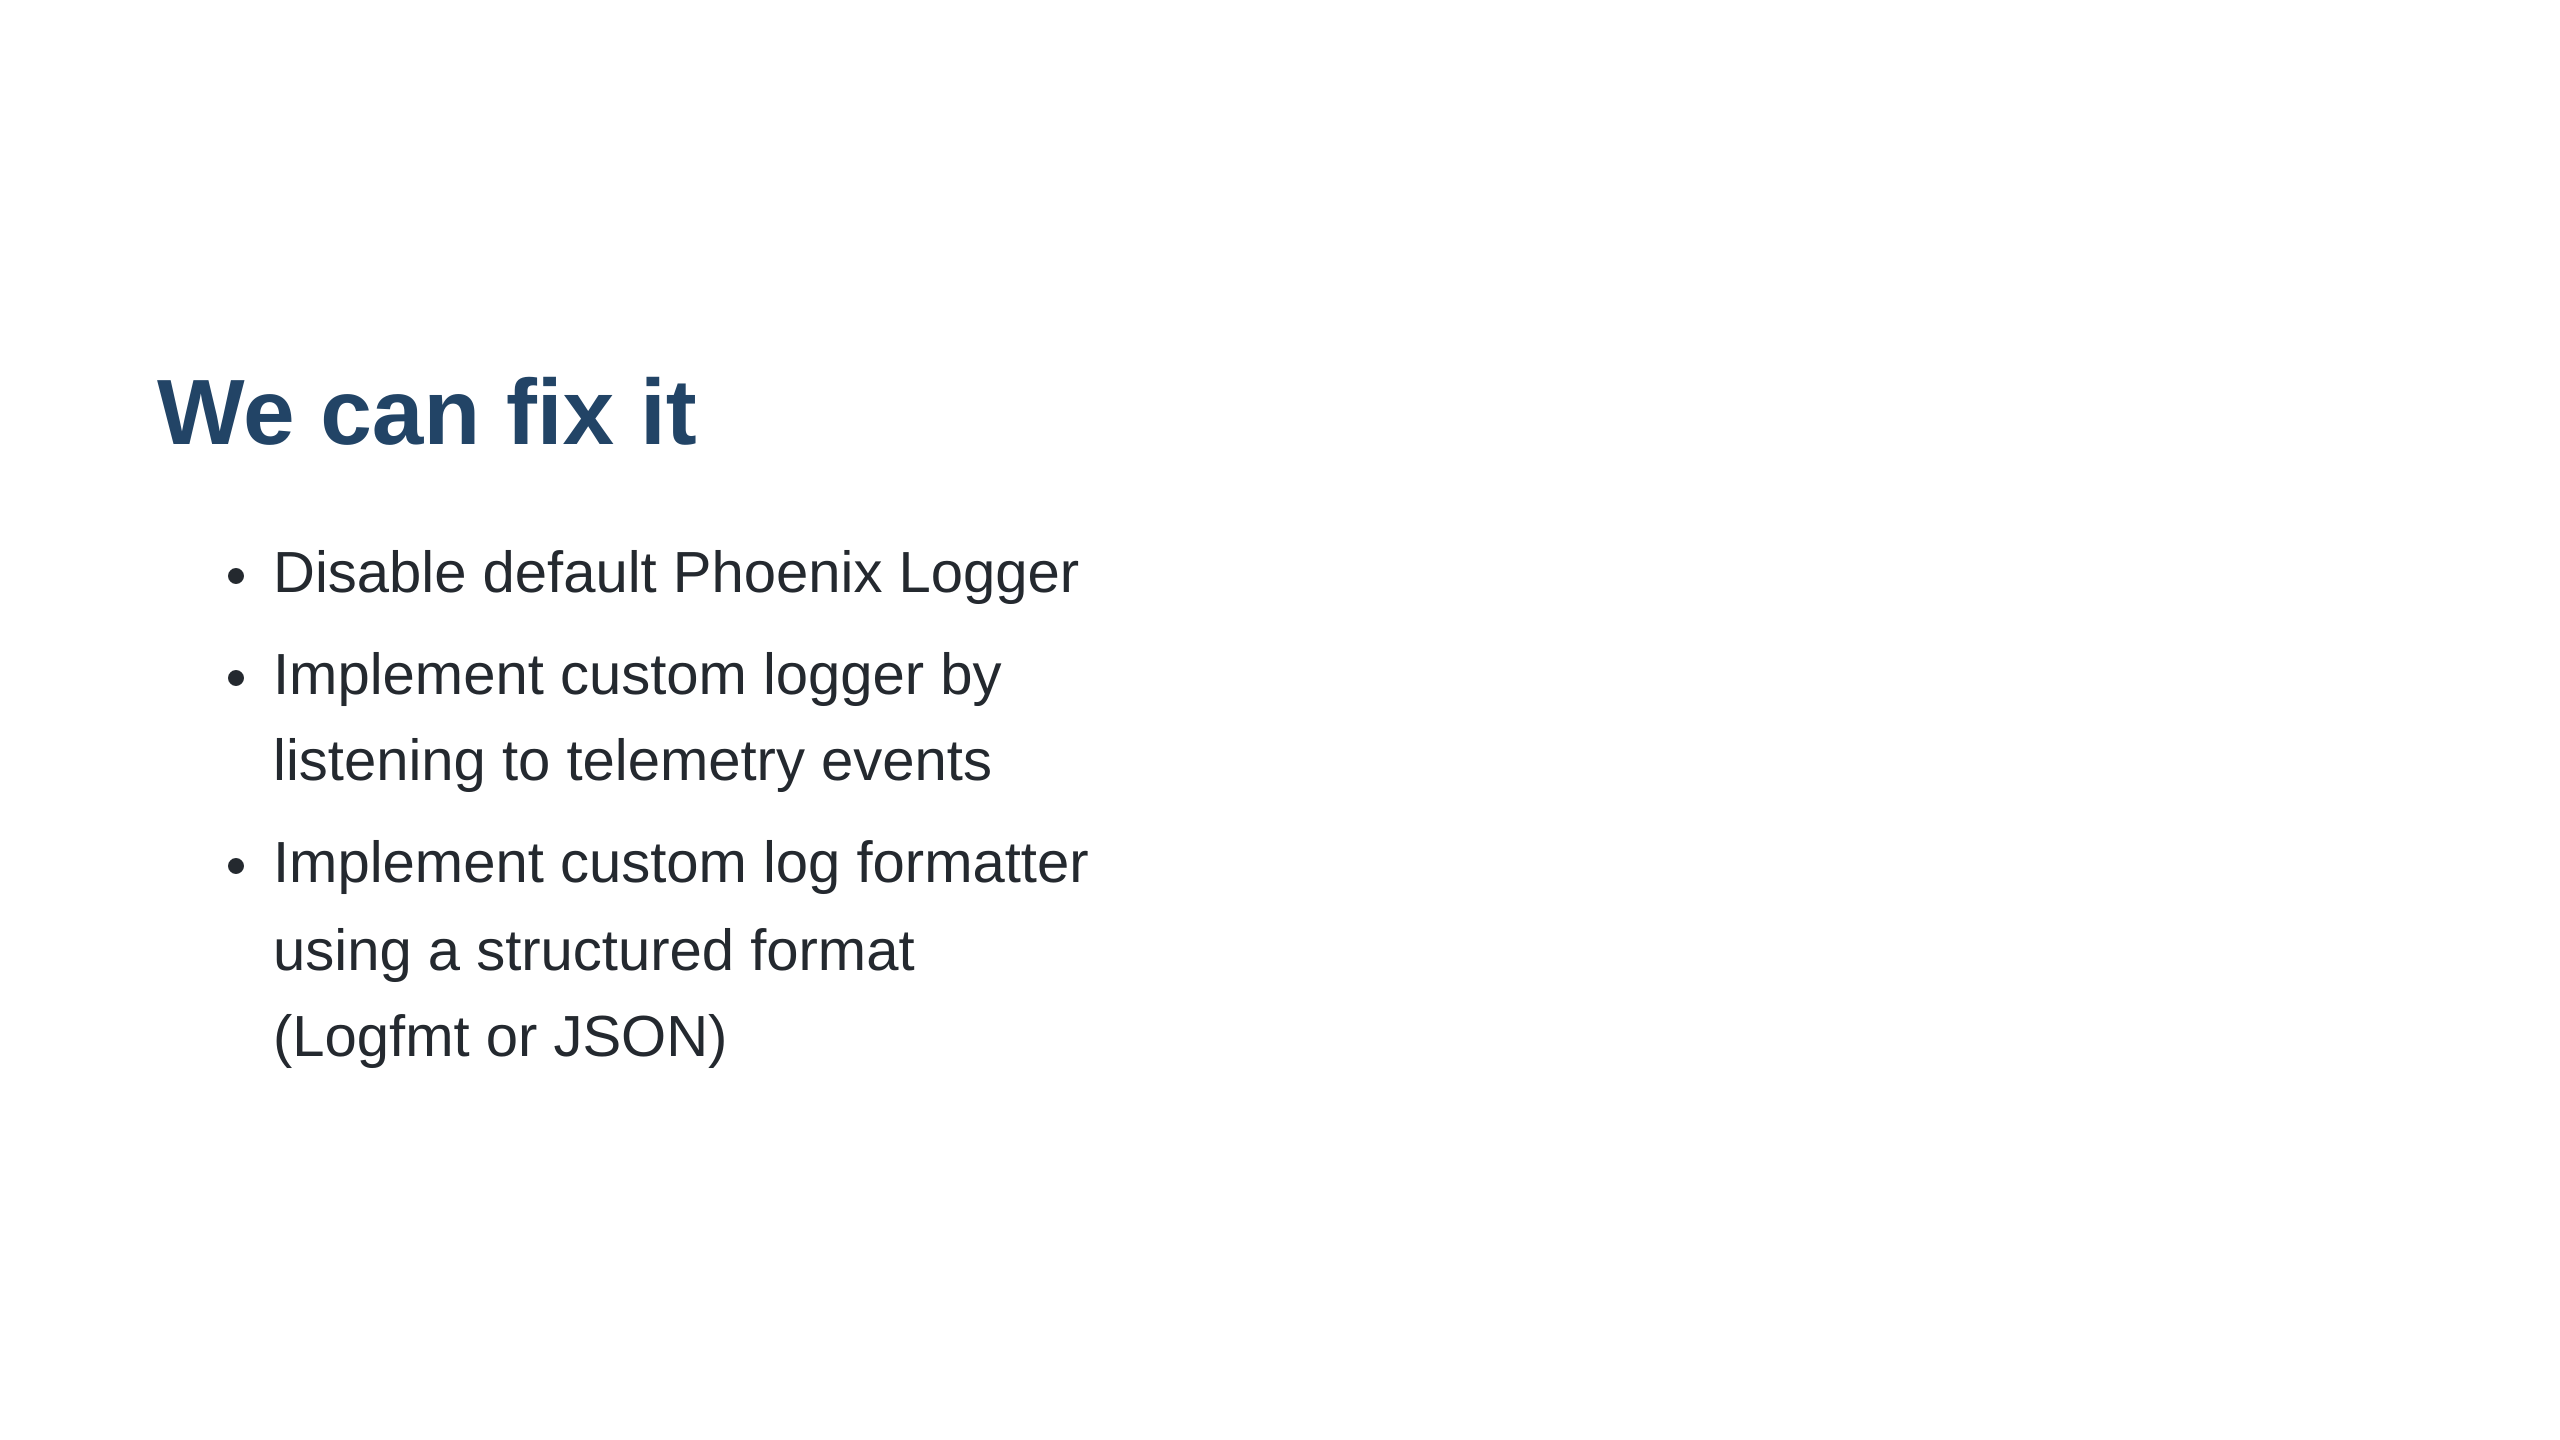 We can fix it
• Disable default Phoenix Logger
• Implement custom logger by
listening to telemetry events
• Implement custom log formatter
using a structured format
(Logfmt or JSON)